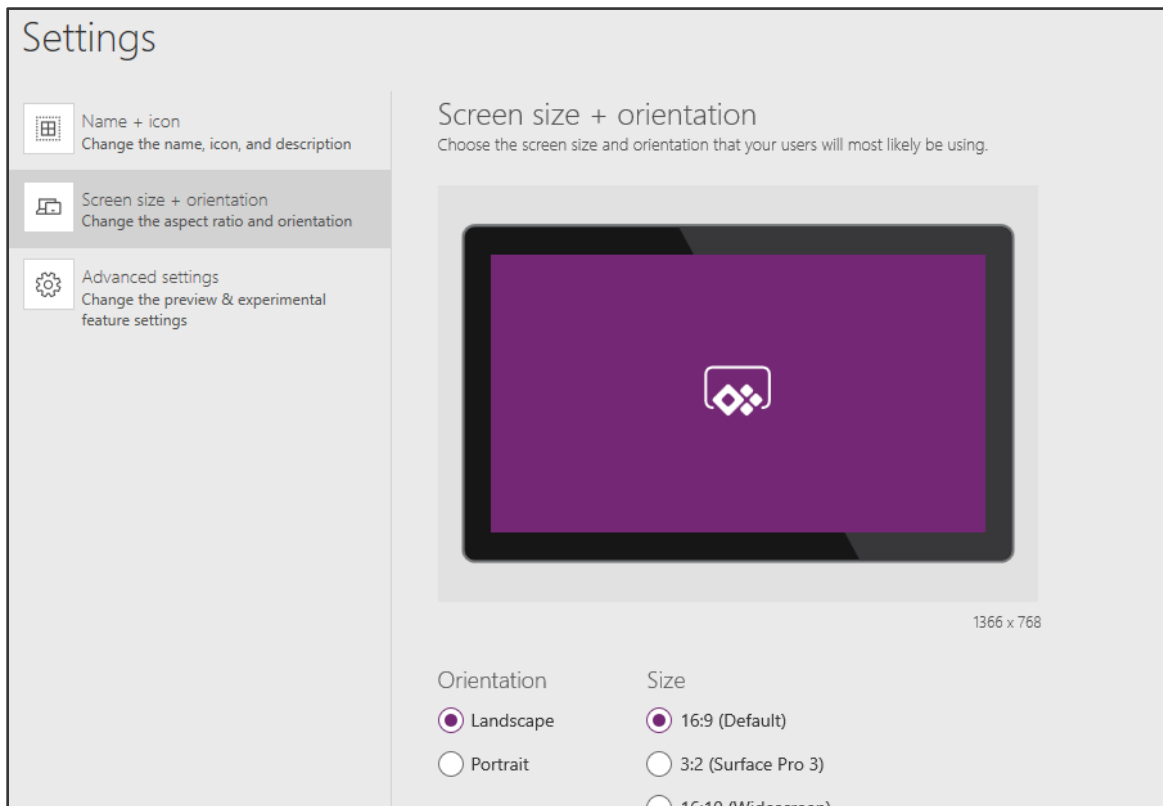 Settings
Name + icon
Change the name, icon, and description
Screen size + orientation
Change the aspect ratio and orientation
Advanced settings
Change the preview & experimental
feature settings
Screen size + orientation
Choose the screen size and orientation that your users will most likely be using.
1366 x 768
Orientation
Landscape
Portrait
Size
16:9 (Default)
3:2 (Surface Pro 3)
16:10 (Widescreen)